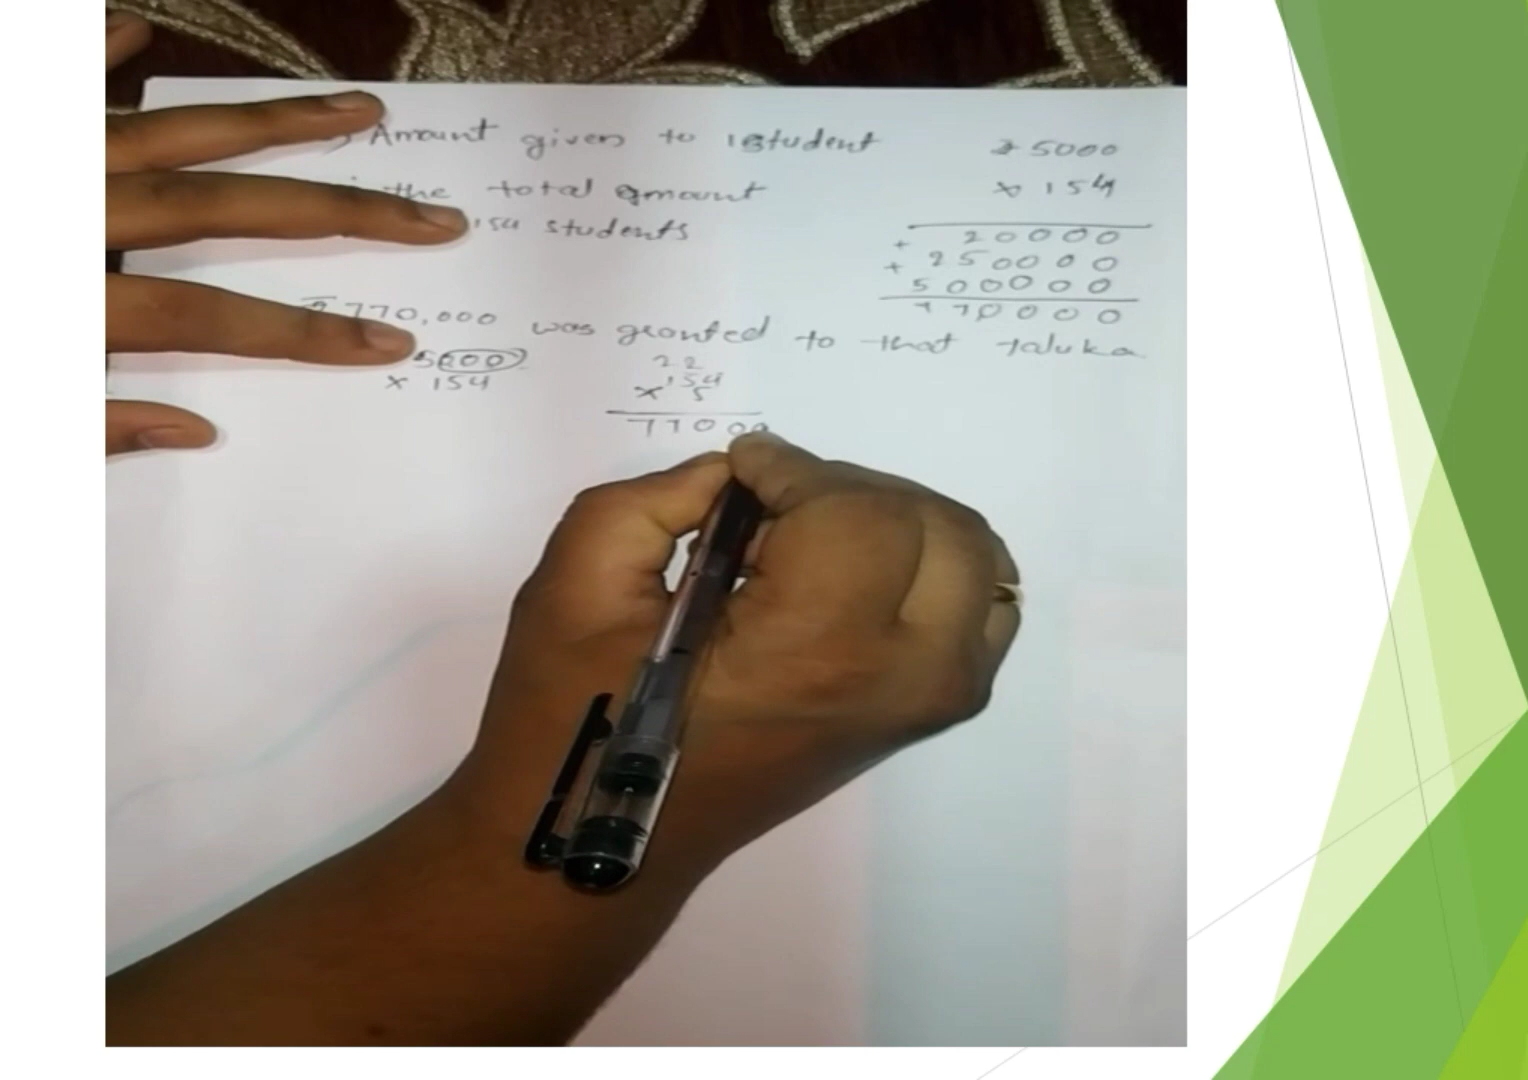 Amount given to 1 student ₹ 5000
the total amount × 154
154 students
20000
+ 250000
+ 500000
770000
₹ 770,000 was granted to that taluka
5000
× 154
22
154
× 5
77000